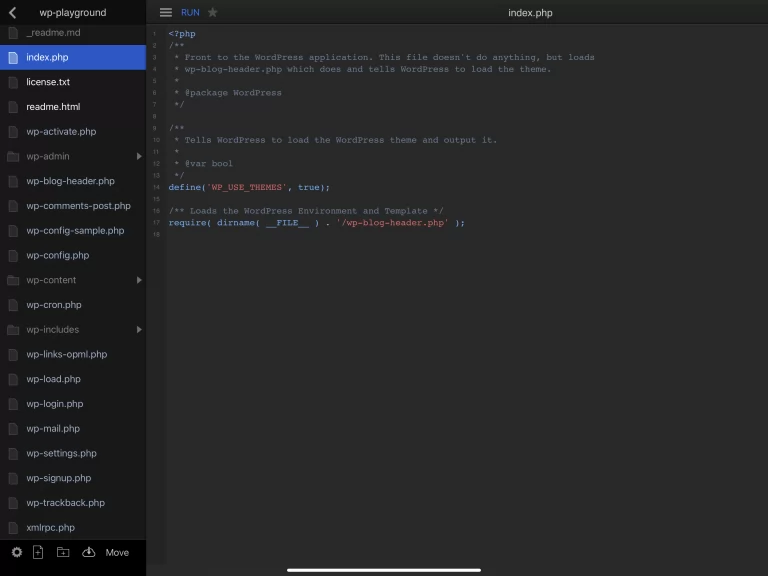 wp-playground
_readme.md
index.php
license.txt
readme.html
wp-activate.php
wp-admin
wp-blog-header.php
wp-comments-post.php
wp-config-sample.php
wp-config.php
wp-content
wp-cron.php
wp-includes
wp-links-opml.php
wp-load.php
wp-login.php
wp-mail.php
wp-settings.php
wp-signup.php
wp-trackback.php
xmlrpc.php
Move
RUN
index.php
1 <?php
2 /**
3 * Front to the WordPress application. This file doesn't do anything, but loads
4 * wp-blog-header.php which does and tells WordPress to load the theme.
5 *
6 * @package WordPress
7 */
8
9 /**
10 * Tells WordPress to load the WordPress theme and output it.
11 *
12 * @var bool
13 */
14 define('WP_USE_THEMES', true);
15
16 /** Loads the WordPress Environment and Template */
17 require( dirname( __FILE__ ) . '/wp-blog-header.php' );
18